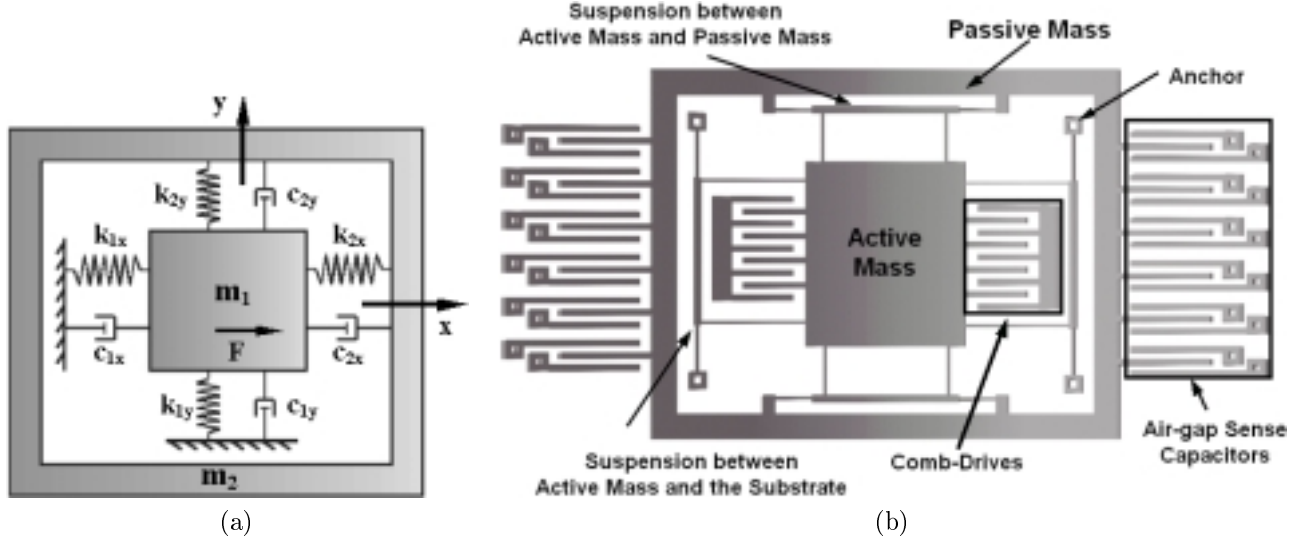 y
k2y
c2y
k1x
k2x
m1
F
x
c1x
c2x
k1y
c1y
m2
(a)
Suspension between
Active Mass and Passive Mass
Passive Mass
Anchor
Active
Mass
Suspension between
Active Mass and the Substrate
Comb-Drives
Air-gap Sense
Capacitors
(b)